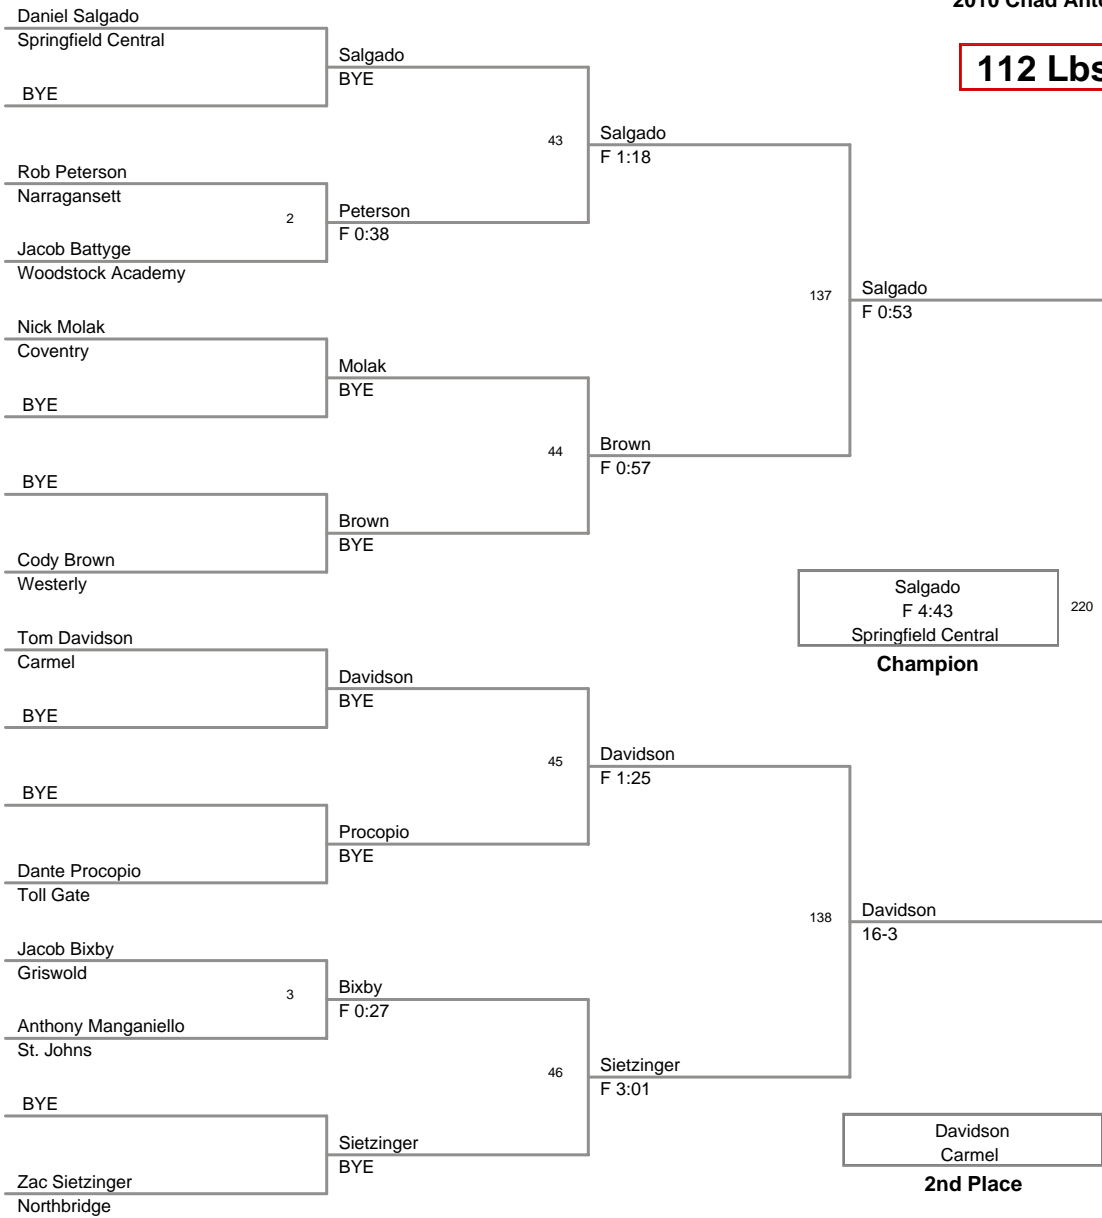 2010 Chad
112 Lbs
Daniel Salgado
Springfield Central
BYE
Rob Peterson
Narragansett
2
Jacob Battyge
Woodstock Academy
Nick Molak
Coventry
BYE
BYE
Cody Brown
Westerly
Tom Davidson
Carmel
BYE
BYE
Dante Procopio
Toll Gate
Jacob Bixby
Griswold
3
Anthony Manganiello
St. Johns
BYE
Zac Sietzinger
Northbridge
Salgado
BYE
43
Peterson
F 0:38
Molak
BYE
44
Brown
BYE
Davidson
BYE
45
Procopio
BYE
Bixby
F 0:27
46
Sietzinger
BYE
Salgado
F 1:18
137
Brown
F 0:57
Davidson
F 1:25
138
Sietzinger
F 3:01
Salgado
F 0:53
Davidson
16-3
Salgado
F 4:43
Springfield Central
220
Champion
Davidson
Carmel
2nd Place